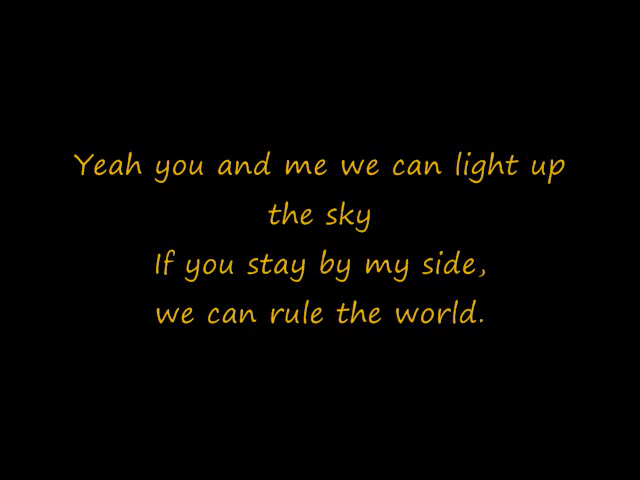 Yeah you and me we can light up
the sky
If you stay by my side,
we can rule the world.